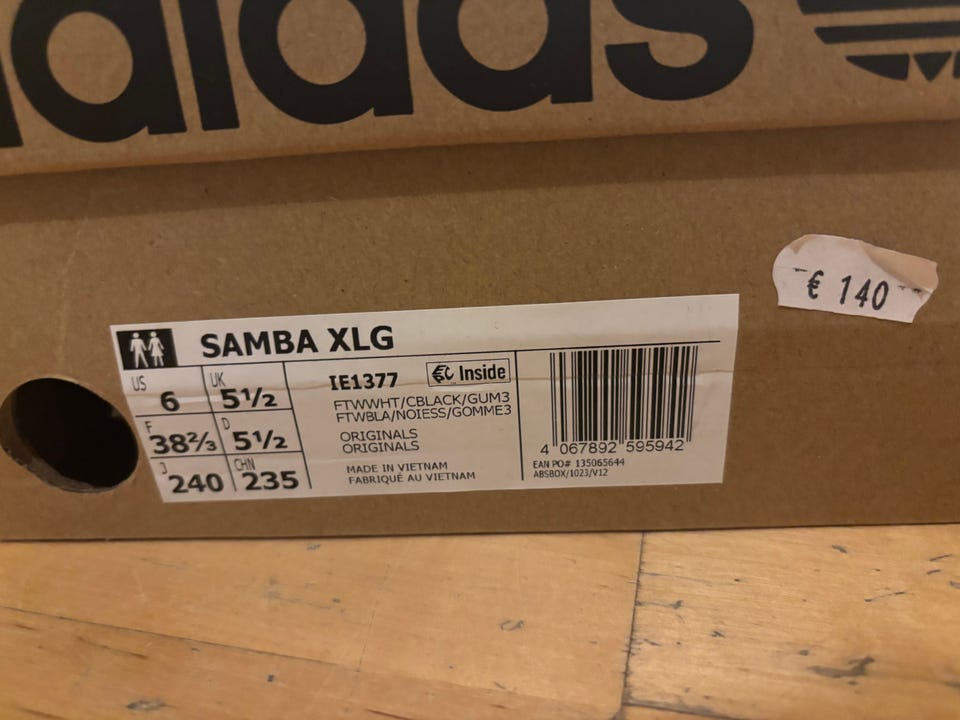 adidas
€ 140
SAMBA XLG
US 6 UK 5½
F 38⅔ D 5½
J 240 CHN 235
IE1377 Inside
FTWWHT/CBLACK/GUM3
FTWBLA/NOIESS/GOMME3
ORIGINALS
ORIGINALS
MADE IN VIETNAM
FABRIQUÉ AU VIETNAM
4 067892 595942
EAN PO# 135065644
ABSBOX/1023/V12